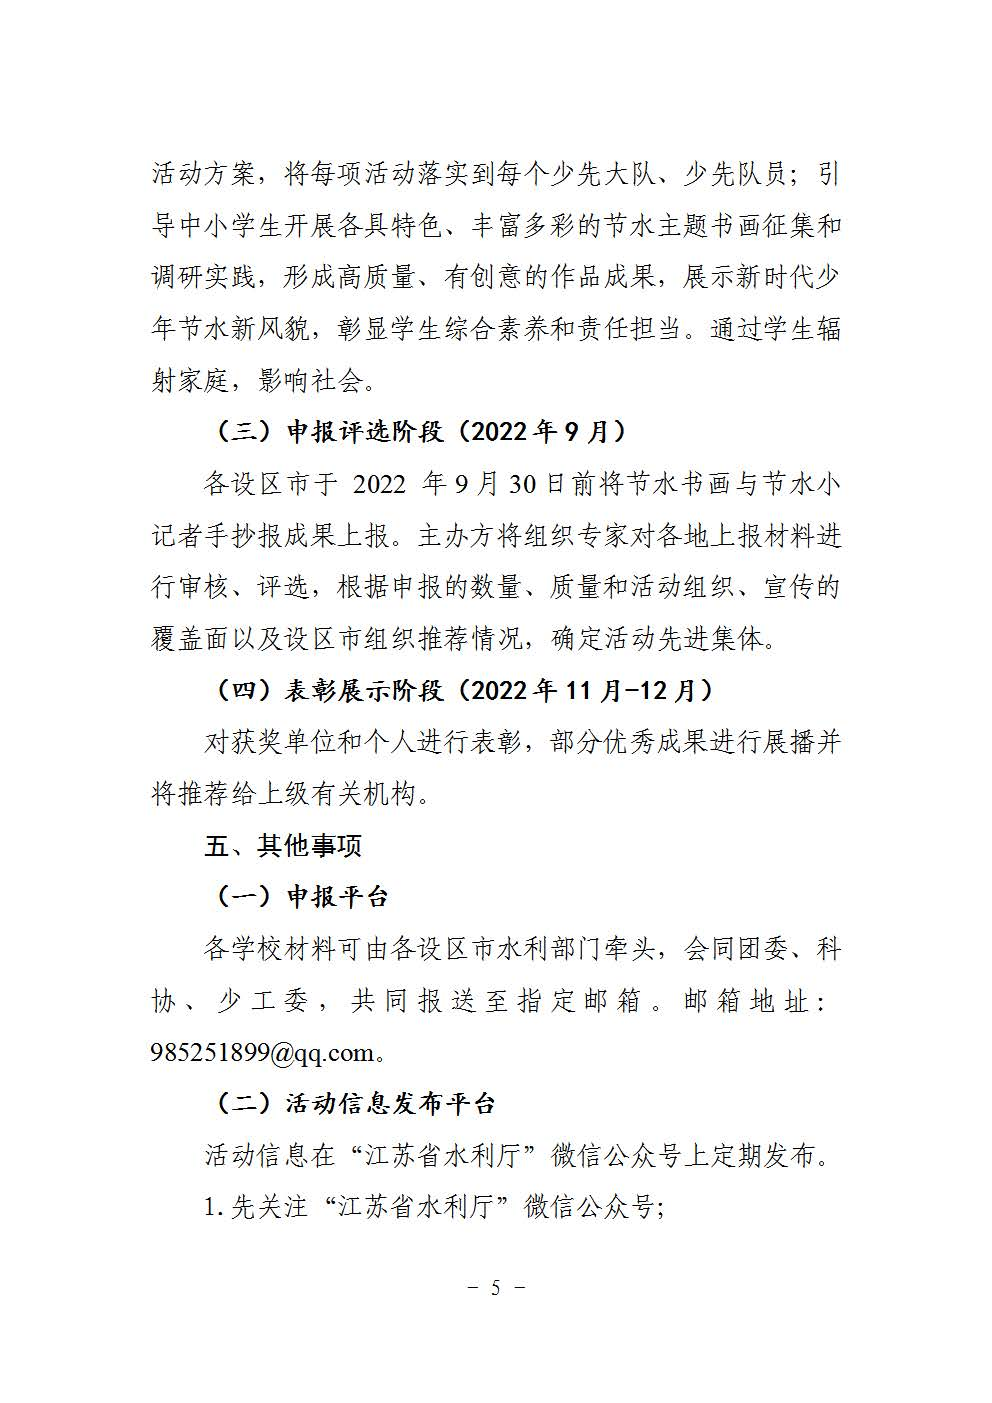 活动方案，将每项活动落实到每个少先大队、少先队员；引
导中小学生开展各具特色、丰富多彩的节水主题书画征集和
调研实践，形成高质量、有创意的作品成果，展示新时代少
年节水新风貌，彰显学生综合素养和责任担当。通过学生辐
射家庭，影响社会。
（三）申报评选阶段（2022年9月）
各设区市于 2022 年9月30日前将节水书画与节水小
记者手抄报成果上报。主办方将组织专家对各地上报材料进
行审核、评选，根据申报的数量、质量和活动组织、宣传的
覆盖面以及设区市组织推荐情况，确定活动先进集体。
（四）表彰展示阶段（2022年11月-12月）
对获奖单位和个人进行表彰，部分优秀成果进行展播并
将推荐给上级有关机构。
五、其他事项
（一）申报平台
各学校材料可由各设区市水利部门牵头，会同团委、科
协、少工委，共同报送至指定邮箱。邮箱地址：
985251899@qq.com。
（二）活动信息发布平台
活动信息在“江苏省水利厅”微信公众号上定期发布。
1.先关注“江苏省水利厅”微信公众号；
- 5 -